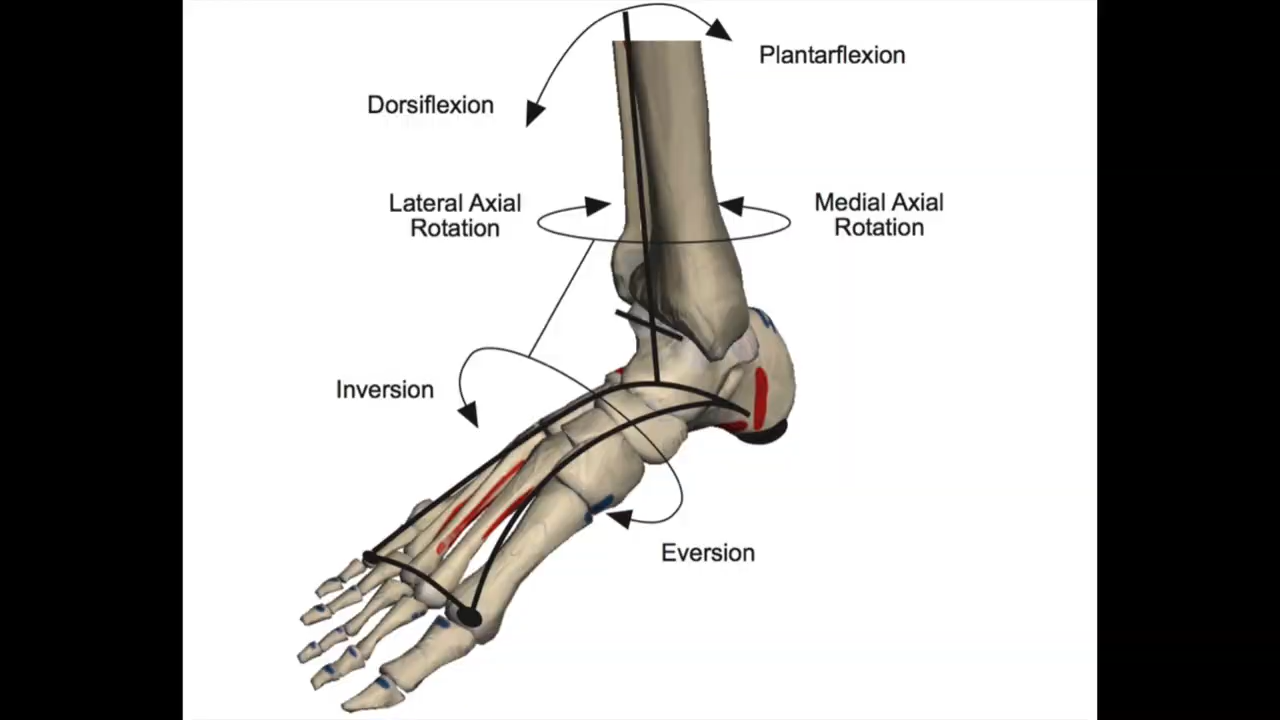 Plantarflexion
Dorsiflexion
Lateral Axial
Rotation
Medial Axial
Rotation
Inversion
Eversion